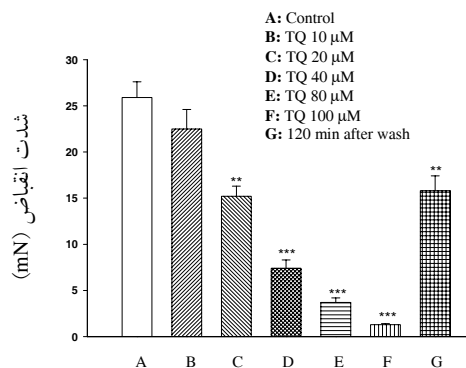 A: Control
B: TQ 10 μM
C: TQ 20 μM
D: TQ 40 μM
E: TQ 80 μM
F: TQ 100 μM
G: 120 min after wash
شدت انقباض (mN)
30
25
20
15
10
5
0
**
***
***
***
**
A B C D E F G